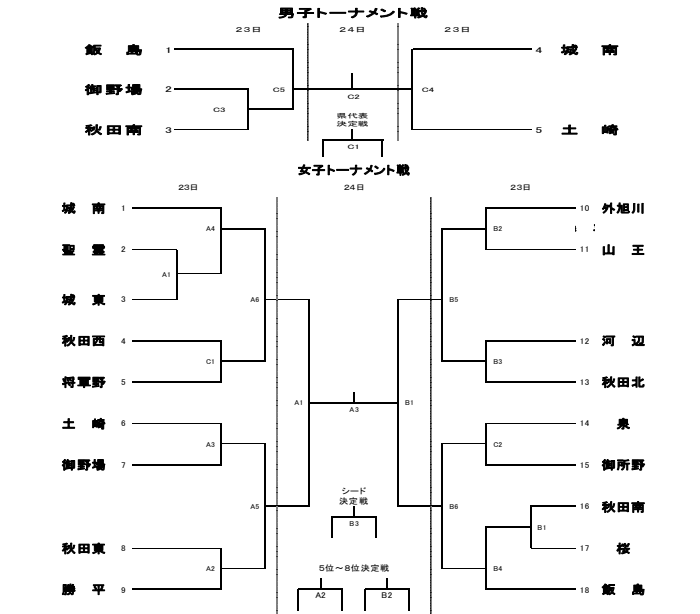 男子トーナメント戦
23日 24日 23日
飯島 1 4 城南
御野場 2 C5 C4
C2
C3
県代表
決定戦
秋田南 3 5 土崎
C1
女子トーナメント戦
23日 24日 23日
城南 1 10 外旭川
A4 B2
聖霊 2 11 山王
A1
城東 3 A6 B5
秋田西 4 12 河辺
C1 B3
将軍野 5 13 秋田北
A1 A3 B1
土崎 6 14 泉
A3 C2
御野場 7 15 御所野
シード
決定戦
A5 B6 16 秋田南
B3 B1
秋田東 8 17 桜
5位～8位決定戦
A2 B4
勝平 9 18 飯島
A2 B2